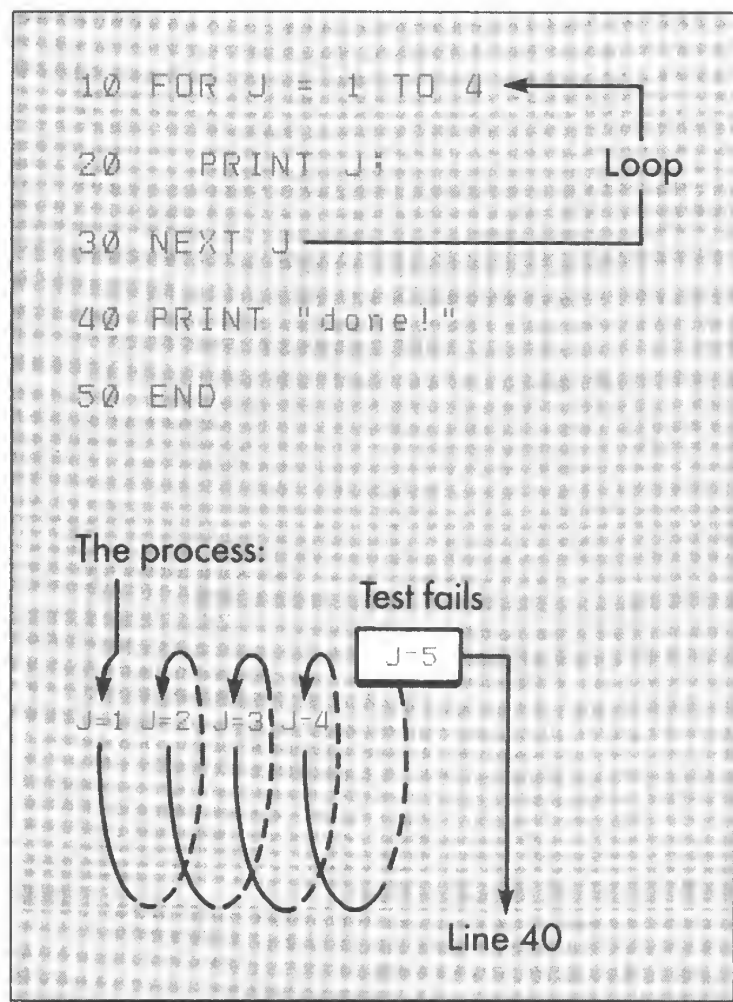 10 FOR J = 1 TO 4
20 PRINT J;
Loop
30 NEXT J
40 PRINT "done!"
50 END
The process:
Test fails
J-5
J=1 J=2 J=3 J-4
Line 40